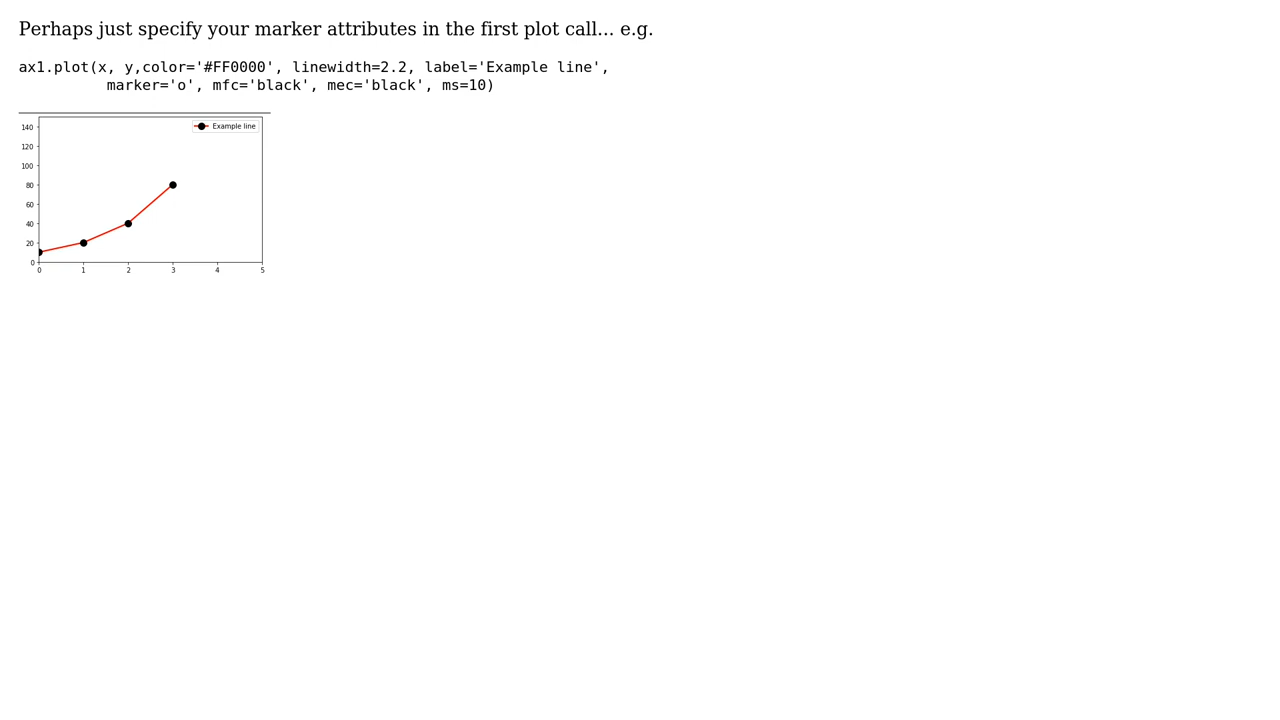 Perhaps just specify your marker attributes in the first plot call... e.g.
ax1.plot(x, y,color='#FF0000', linewidth=2.2, label='Example line',
          marker='o', mfc='black', mec='black', ms=10)
Example line
140
120
100
80
60
40
20
0
0 1 2 3 4 5